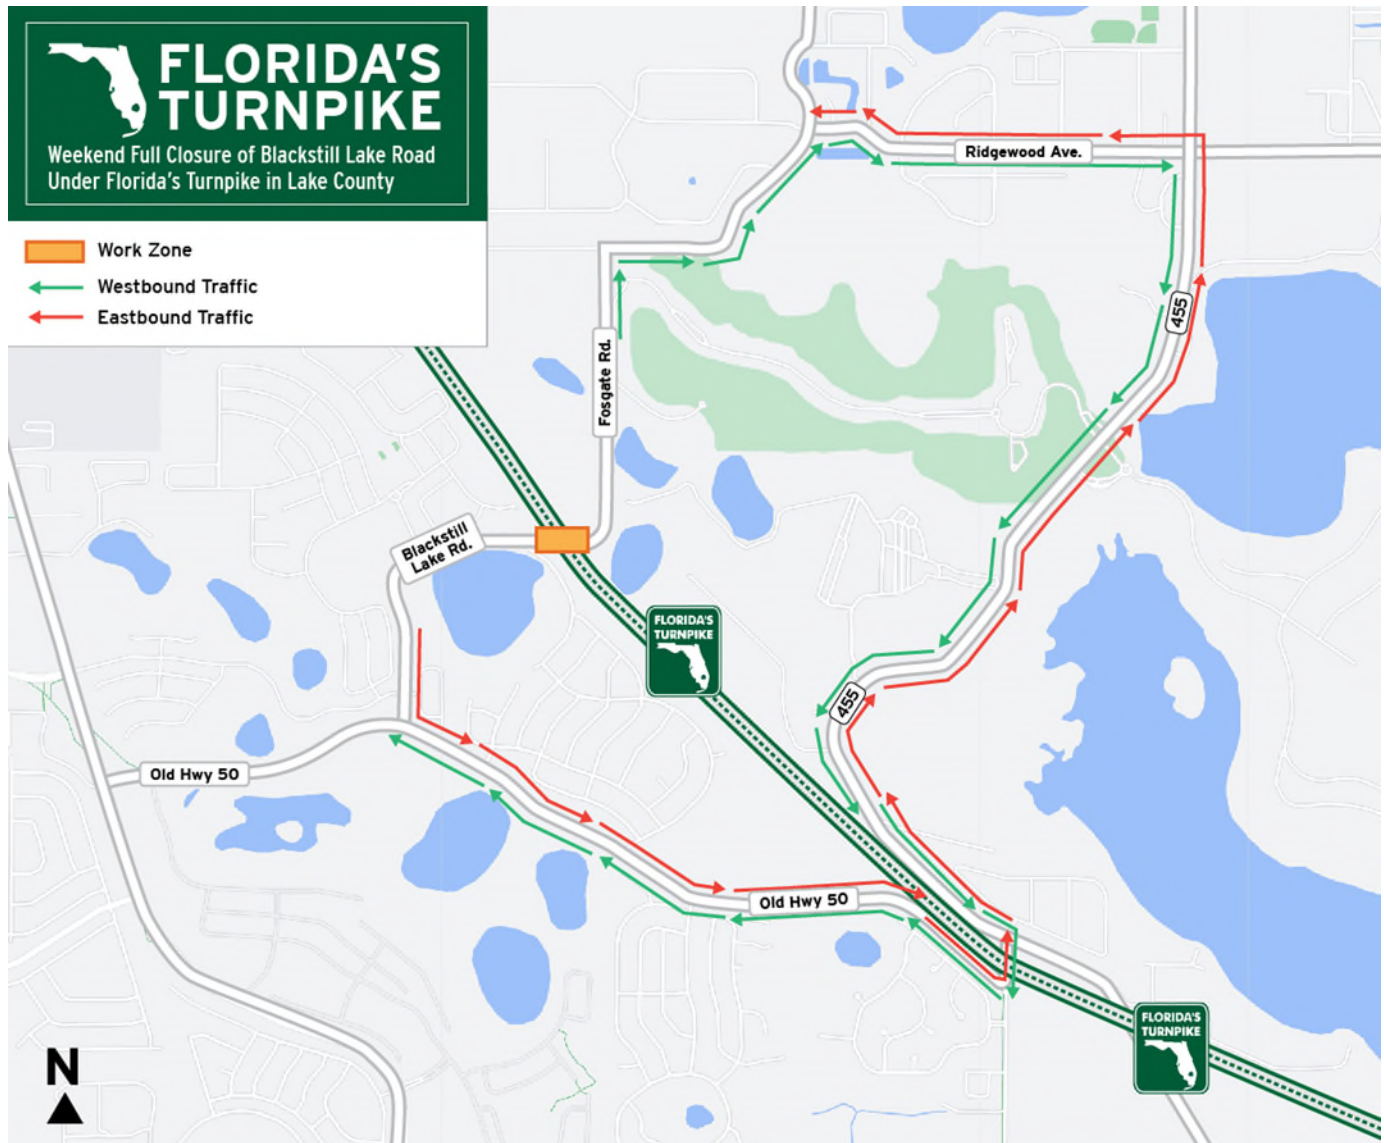 FLORIDA'S
TURNPIKE
Weekend Full Closure of Blackstill Lake Road
Under Florida's Turnpike in Lake County
Work Zone
Westbound Traffic
Eastbound Traffic
Ridgewood Ave.
455
Fosgate Rd.
Blackstill
Lake Rd.
FLORIDA'S
TURNPIKE
455
Old Hwy 50
Old Hwy 50
FLORIDA'S
TURNPIKE
N